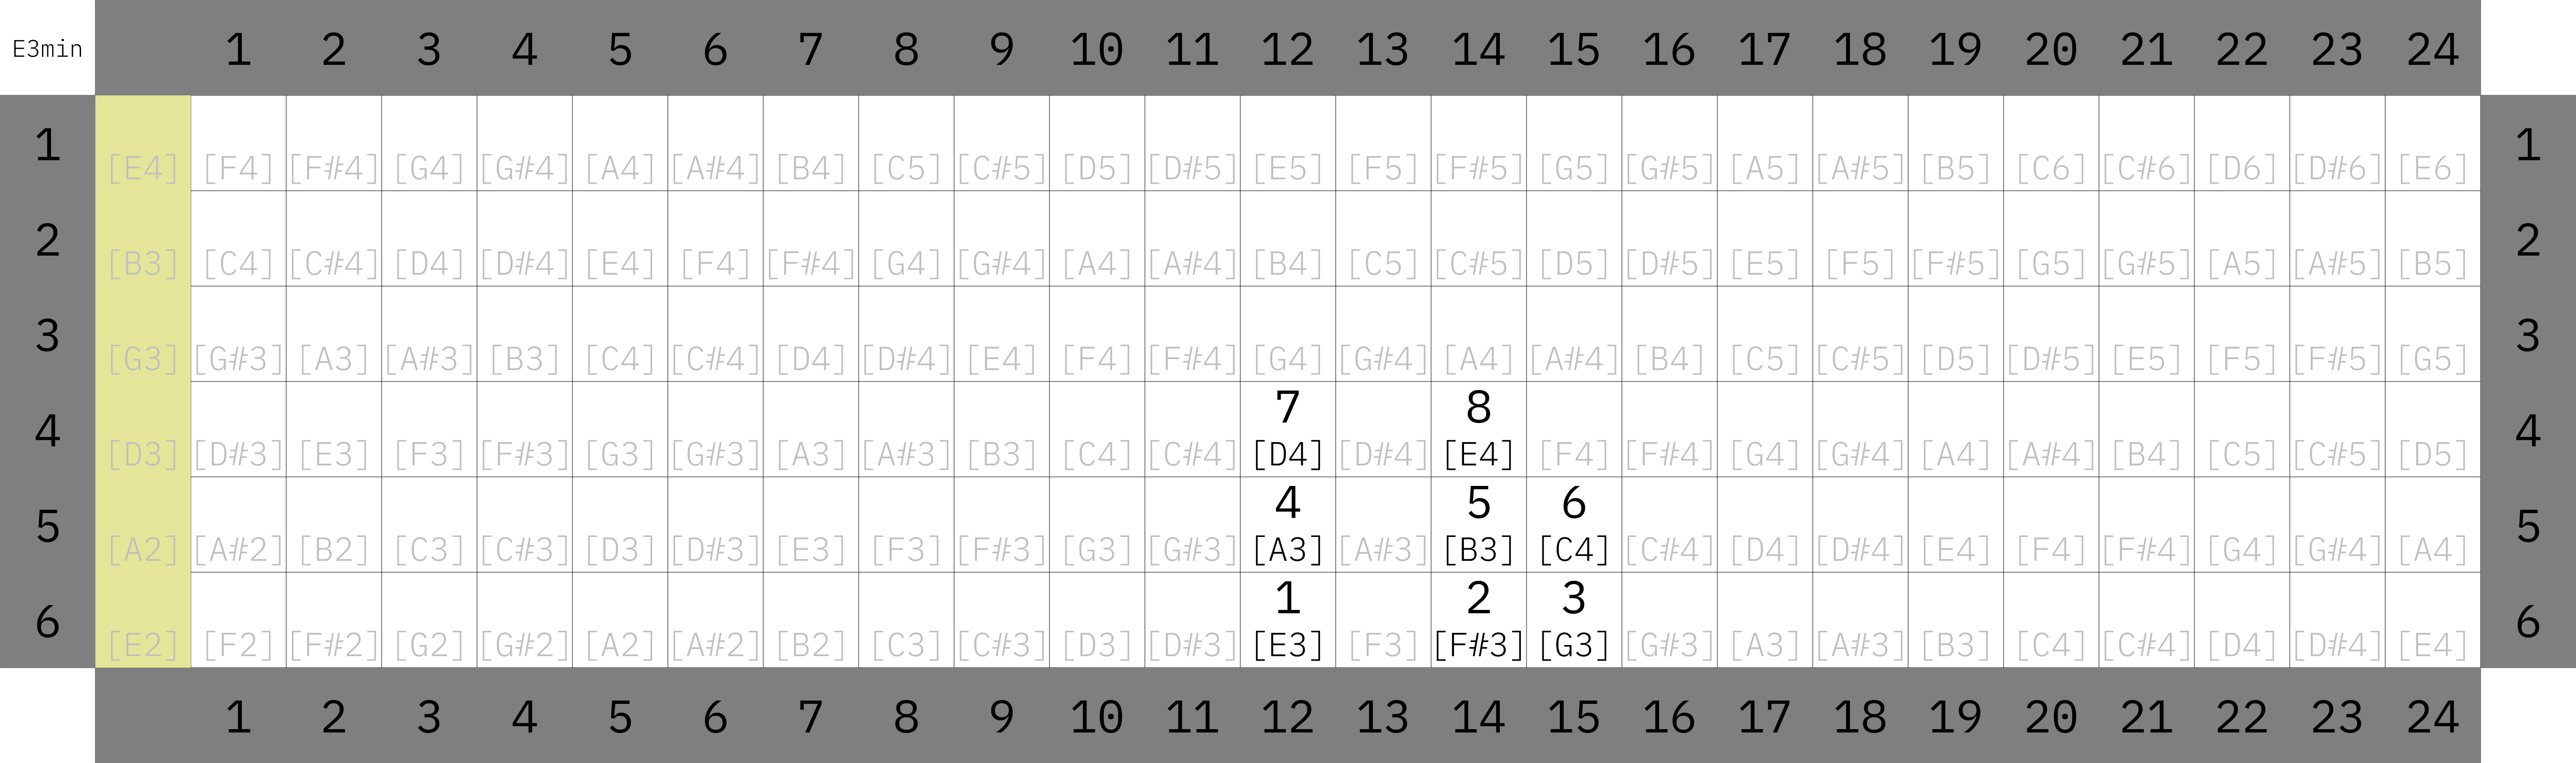 E3min 1 2 3 4 5 6 7 8 9 10 11 12 13 14 15 16 17 18 19 20 21 22 23 24
1 [E4] [F4] [F#4] [G4] [G#4] [A4] [A#4] [B4] [C5] [C#5] [D5] [D#5] [E5] [F5] [F#5] [G5] [G#5] [A5] [A#5] [B5] [C6] [C#6] [D6] [D#6] [E6] 1
2 [B3] [C4] [C#4] [D4] [D#4] [E4] [F4] [F#4] [G4] [G#4] [A4] [A#4] [B4] [C5] [C#5] [D5] [D#5] [E5] [F5] [F#5] [G5] [G#5] [A5] [A#5] [B5] 2
3 [G3] [G#3] [A3] [A#3] [B3] [C4] [C#4] [D4] [D#4] [E4] [F4] [F#4] [G4] [G#4] [A4] [A#4] [B4] [C5] [C#5] [D5] [D#5] [E5] [F5] [F#5] [G5] 3
7 8
4 [D3] [D#3] [E3] [F3] [F#3] [G3] [G#3] [A3] [A#3] [B3] [C4] [C#4] [D4] [D#4] [E4] [F4] [F#4] [G4] [G#4] [A4] [A#4] [B4] [C5] [C#5] [D5] 4
4 5 6
5 [A2] [A#2] [B2] [C3] [C#3] [D3] [D#3] [E3] [F3] [F#3] [G3] [G#3] [A3] [A#3] [B3] [C4] [C#4] [D4] [D#4] [E4] [F4] [F#4] [G4] [G#4] [A4] 5
1 2 3
6 [E2] [F2] [F#2] [G2] [G#2] [A2] [A#2] [B2] [C3] [C#3] [D3] [D#3] [E3] [F3] [F#3] [G3] [G#3] [A3] [A#3] [B3] [C4] [C#4] [D4] [D#4] [E4] 6
1 2 3 4 5 6 7 8 9 10 11 12 13 14 15 16 17 18 19 20 21 22 23 24